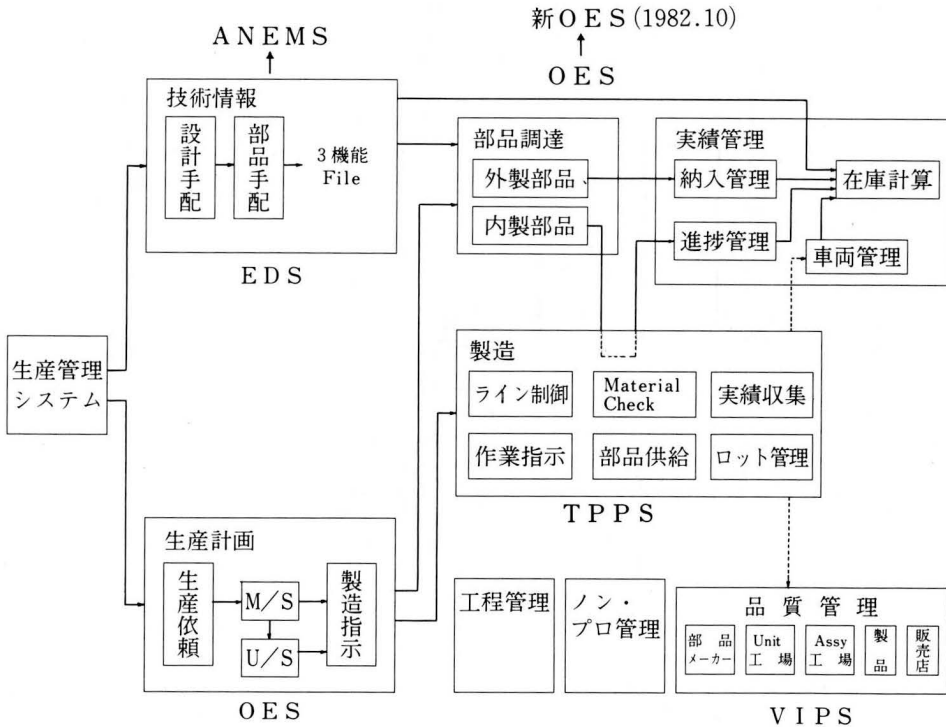 新OES(1982.10)
ANEMS
OES
技術情報
設計手配
部品手配
3機能
File
EDS
部品調達
外製部品
内製部品
実績管理
納入管理
進捗管理
在庫計算
車両管理
生産管理
システム
製造
ライン制御
Material
Check
実績収集
作業指示
部品供給
ロット管理
TPPS
生産計画
生産依頼
M/S
U/S
製造指示
OES
工程管理
ノン・
プロ管理
品質管理
部品
メーカー
Unit
工場
Assy
工場
製品
販売店
VIPS